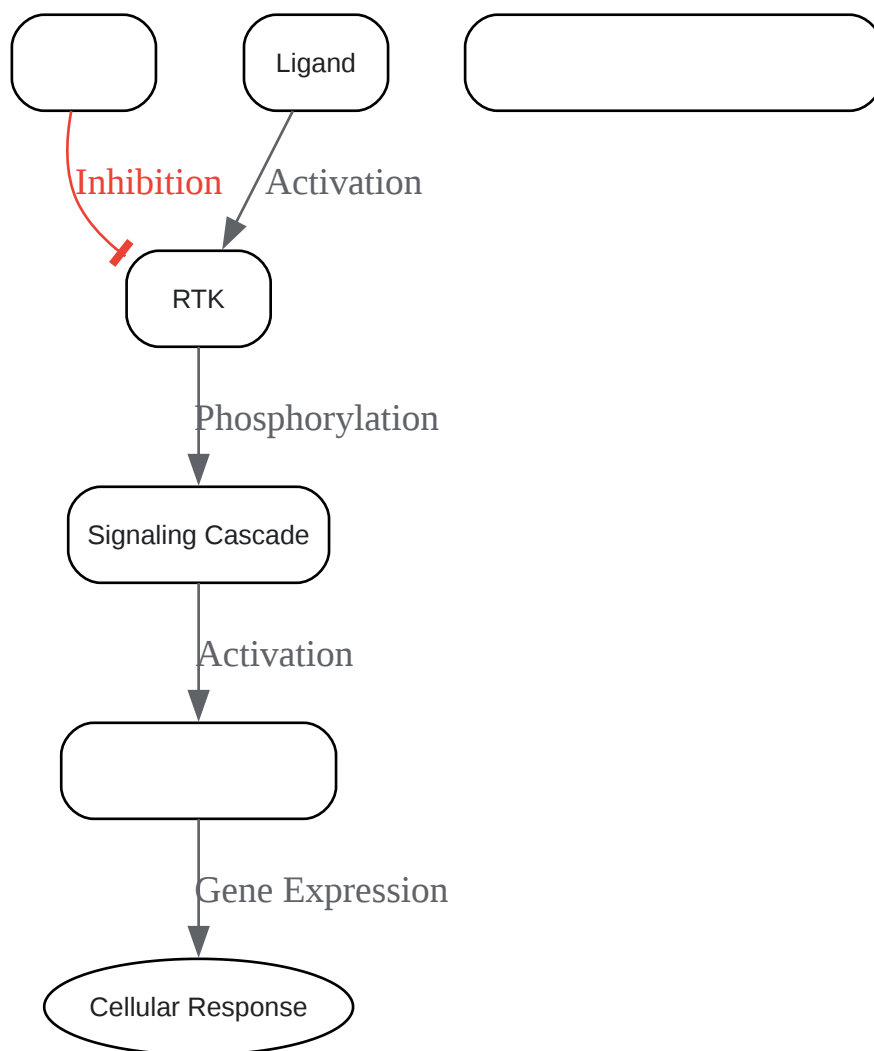 Ligand
Inhibition
Activation
RTK
Phosphorylation
Signaling Cascade
Activation
Gene Expression
Cellular Response